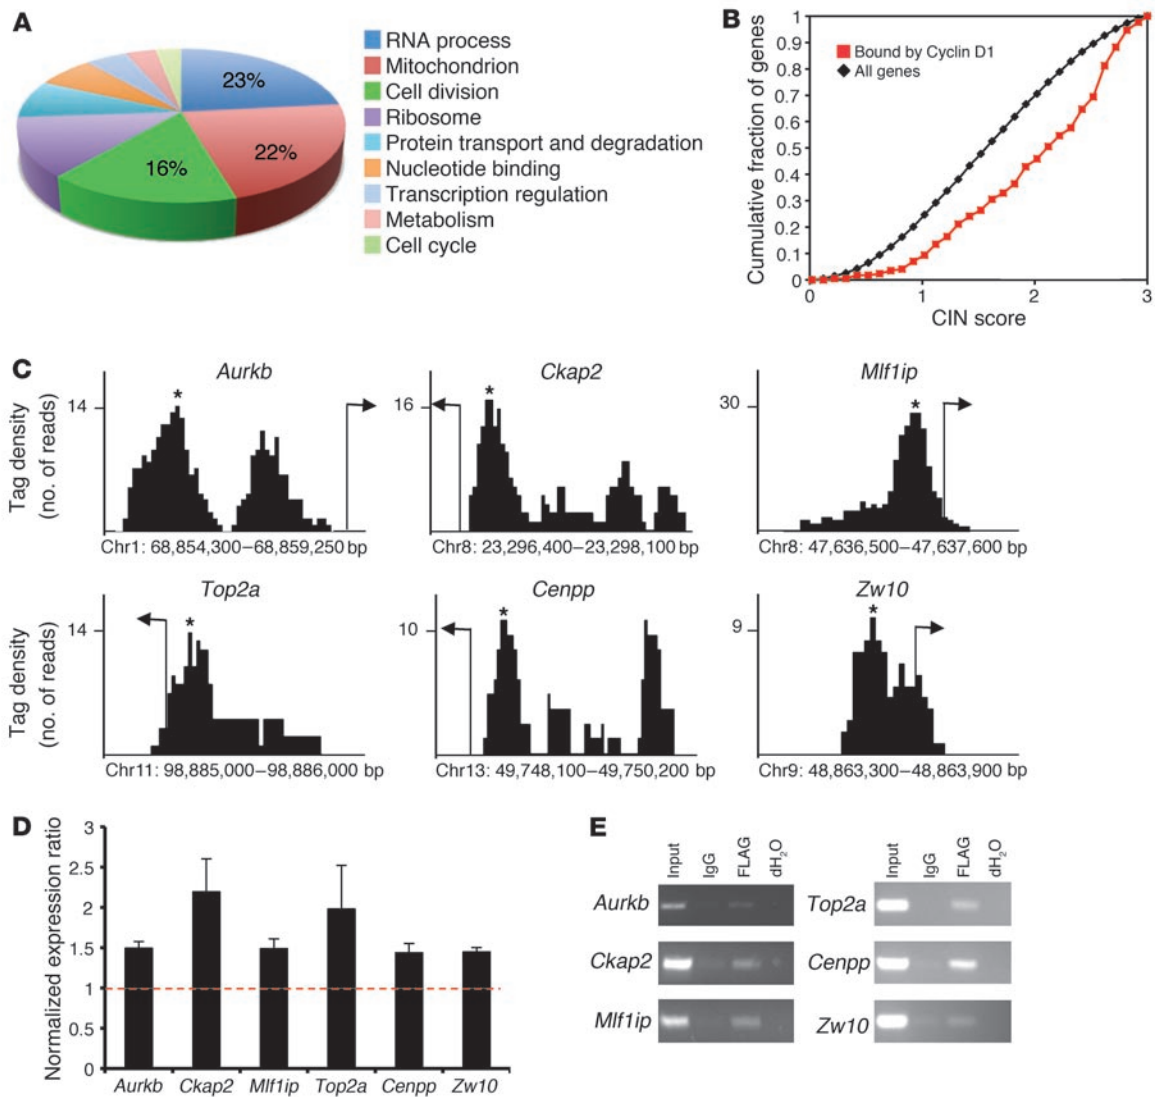 A
23%
22%
16%
RNA process
Mitochondrion
Cell division
Ribosome
Protein transport and degradation
Nucleotide binding
Transcription regulation
Metabolism
Cell cycle
B
Cumulative fraction of genes
1
0.9
0.8
0.7
0.6
0.5
0.4
0.3
0.2
0.1
0
Bound by Cyclin D1
All genes
0 1 2 3
CIN score
C
Tag density
(no. of reads)
Aurkb
14
*
Chr1: 68,854,300–68,859,250 bp
Ckap2
16
*
Chr8: 23,296,400–23,298,100 bp
Mlf1ip
30
*
Chr8: 47,636,500–47,637,600 bp
Tag density
(no. of reads)
Top2a
14
*
Chr11: 98,885,000–98,886,000 bp
Cenpp
10
*
Chr13: 49,748,100–49,750,200 bp
Zw10
9
*
Chr9: 48,863,300–48,863,900 bp
D
Normalized expression ratio
3
2.5
2
1.5
1
0.5
0
Aurkb Ckap2 Mlf1ip Top2a Cenpp Zw10
E
Input IgG FLAG dH2O
Aurkb
Ckap2
Mlf1ip
Input IgG FLAG dH2O
Top2a
Cenpp
Zw10